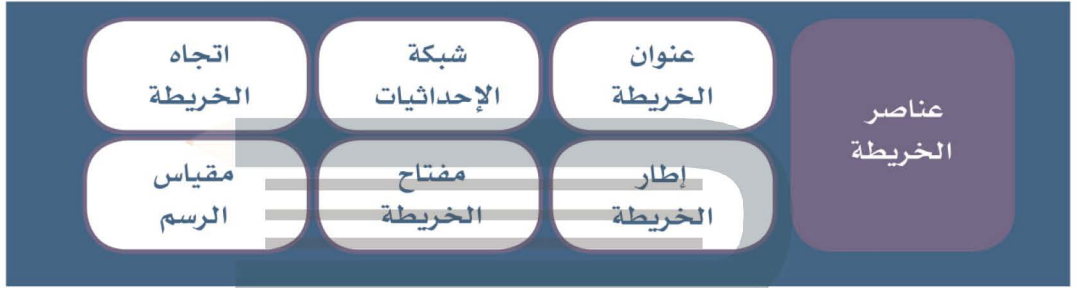 عناصر
الخريطة
عنوان
الخريطة
شبكة
الإحداثيات
اتجاه
الخريطة
إطار
الخريطة
مفتاح
الخريطة
مقياس
الرسم